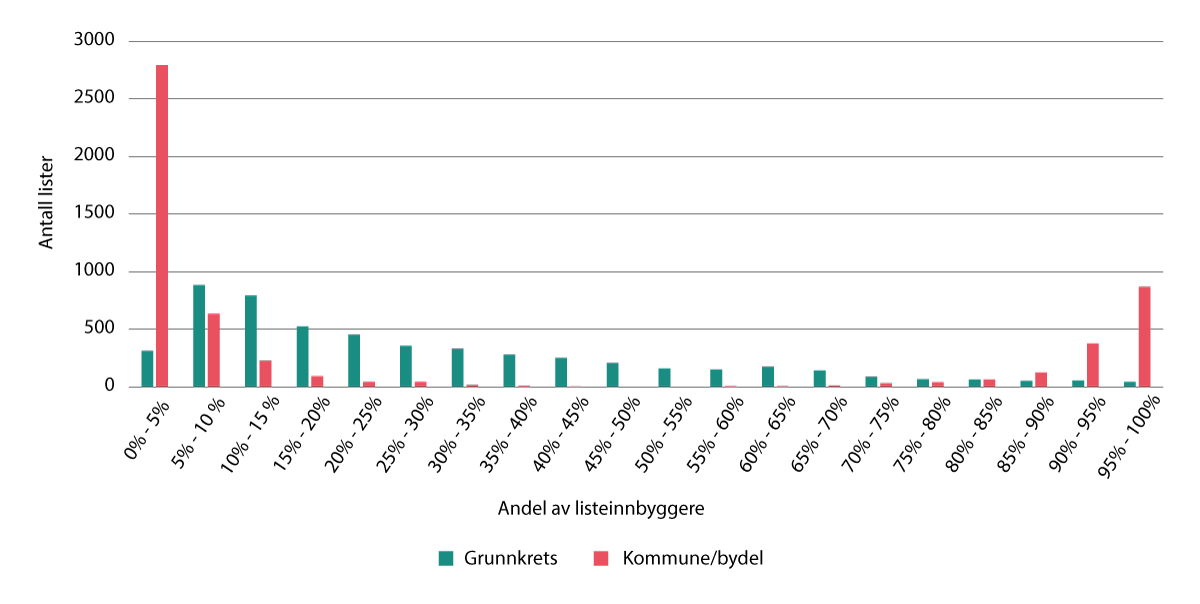 3000
2500
2000
1500
1000
500
0
Antall lister
0% - 5%
5% - 10 %
10% - 15 %
15% - 20%
20% - 25%
25% - 30%
30% - 35%
35% - 40%
40% - 45%
45% - 50%
50% - 55%
55% - 60%
60% - 65%
65% - 70%
70% - 75%
75% - 80%
80% - 85%
85% - 90%
90% - 95%
95% - 100%
Andel av listeinnbyggere
Grunnkrets Kommune/bydel